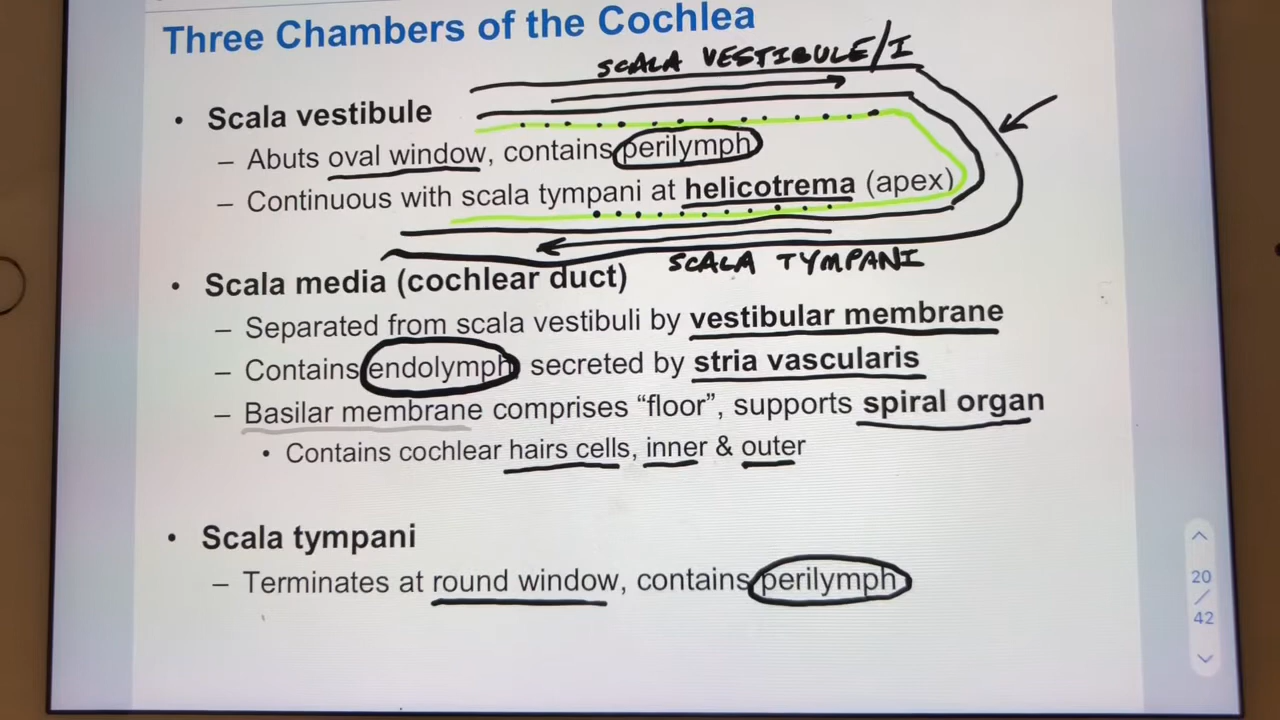 Three Chambers of the Cochlea
SCALA VESTIBULE/I
• Scala vestibule
– Abuts oval window, contains perilymph
– Continuous with scala tympani at helicotrema (apex)
SCALA TYMPANI
• Scala media (cochlear duct)
– Separated from scala vestibuli by vestibular membrane
– Contains endolymph secreted by stria vascularis
– Basilar membrane comprises “floor”, supports spiral organ
• Contains cochlear hairs cells, inner & outer
• Scala tympani
– Terminates at round window, contains perilymph
20
/
42